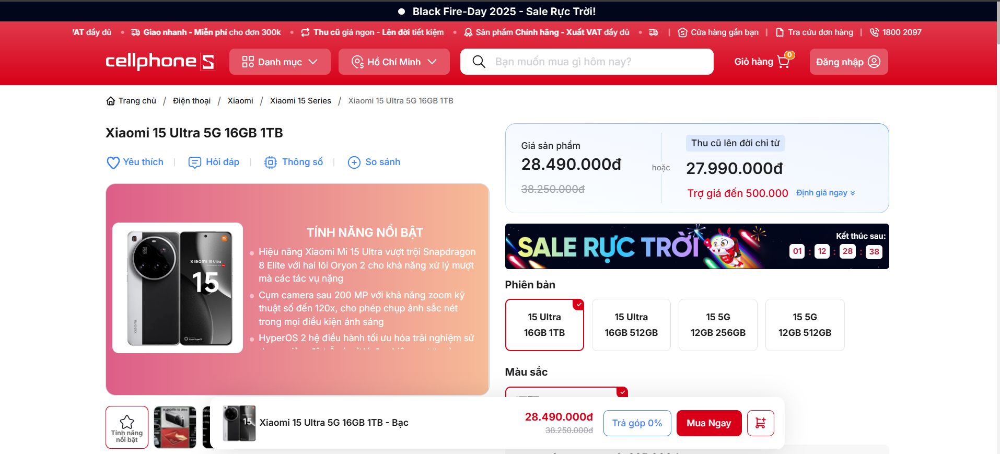 Black Fire-Day 2025 - Sale Rực Trời!
VAT đầy đủ • Giao nhanh - Miễn phí cho đơn 300k • Thu cũ giá ngon - Lên đời tiết kiệm • Sản phẩm Chính hãng - Xuất VAT đầy đủ •
Cửa hàng gần bạn | Tra cứu đơn hàng | 1800 2097
cellphoneS
Danh mục
Hồ Chí Minh
Bạn muốn mua gì hôm nay?
Giỏ hàng
0
Đăng nhập
Trang chủ / Điện thoại / Xiaomi / Xiaomi 15 Series / Xiaomi 15 Ultra 5G 16GB 1TB
Xiaomi 15 Ultra 5G 16GB 1TB
Yêu thích | Hỏi đáp | Thông số | So sánh
TÍNH NĂNG NỔI BẬT
Hiệu năng Xiaomi Mi 15 Ultra vượt trội Snapdragon
8 Elite với hai lõi Oryon 2 cho khả năng xử lý mượt
mà các tác vụ nặng
Cụm camera sau 200 MP với khả năng zoom kỹ
thuật số đến 120x, cho phép chụp ảnh sắc nét
trong mọi điều kiện ánh sáng
HyperOS 2 hệ điều hành tối ưu hóa trải nghiệm sử
xiaomi 15 Ultra
15
xiaomi
Giá sản phẩm
28.490.000đ
38.250.000đ
hoặc
Thu cũ lên đời chỉ từ
27.990.000đ
Trợ giá đến 500.000
Định giá ngay
SALE RỰC TRỜI
Kết thúc sau:
01 : 12 : 28 : 38
Phiên bản
15 Ultra
16GB 1TB
15 Ultra
16GB 512GB
15 5G
12GB 256GB
15 5G
12GB 512GB
Màu sắc
Tính năng
nổi bật
XIAOMI 15 Ultra
15
Xiaomi 15 Ultra 5G 16GB 1TB - Bạc
28.490.000đ
38.250.000đ
Trả góp 0%
Mua Ngay